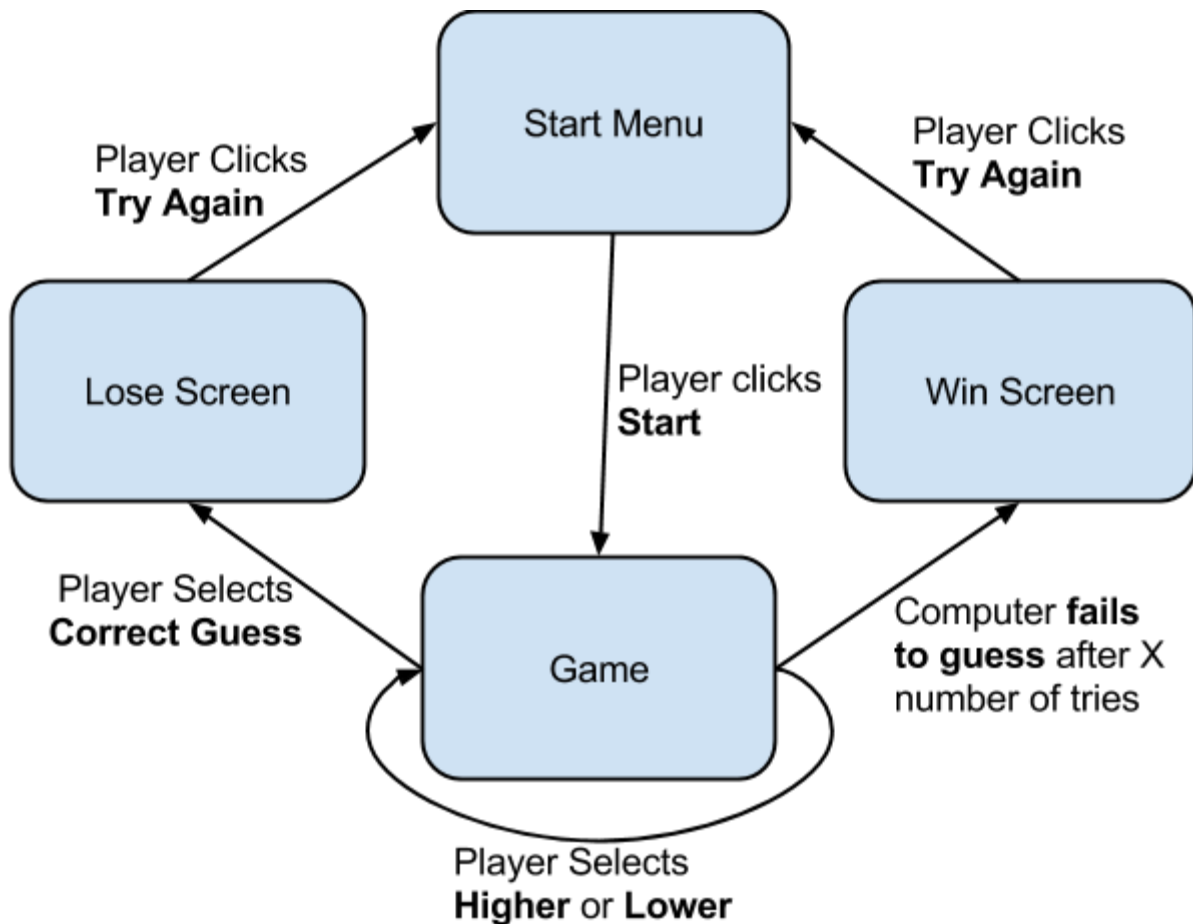 Start Menu
Player Clicks
Try Again
Player Clicks
Try Again
Lose Screen
Player clicks
Start
Win Screen
Player Selects
Correct Guess
Game
Computer fails
to guess after X
number of tries
Player Selects
Higher or Lower